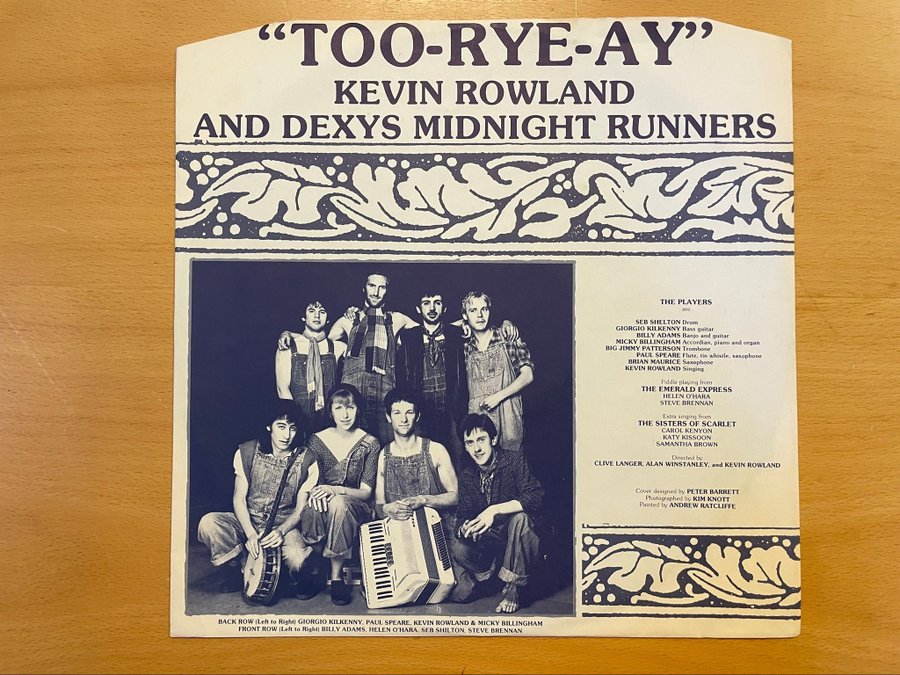 "TOO-RYE-AY"
KEVIN ROWLAND
AND DEXYS MIDNIGHT RUNNERS
THE PLAYERS
are
SEB SHELTON Drum
GIORGIO KILKENNY Bass guitar
BILLY ADAMS Banjo and guitar
MICKY BILLINGHAM Accordian, piano and organ
BIG JIMMY PATTERSON Trombone
PAUL SPEARE Flute, tin whistle, saxophone
BRIAN MAURICE Saxophone
KEVIN ROWLAND Singing
Fiddle playing from
THE EMERALD EXPRESS
HELEN O'HARA
STEVE BRENNAN
Extra singing from
THE SISTERS OF SCARLET
CAROL KENYON
KATY KISSOON
SAMANTHA BROWN
Directed by
CLIVE LANGER, ALAN WINSTANLEY, and KEVIN ROWLAND
Cover designed by PETER BARRETT
Photographed by KIM KNOTT
Painted by ANDREW RATCLIFFE
BACK ROW (Left to Right) GIORGIO KILKENNY, PAUL SPEARE, KEVIN ROWLAND & MICKY BILLINGHAM
FRONT ROW (Left to Right) BILLY ADAMS, HELEN O'HARA, SEB SHILTON, STEVE BRENNAN